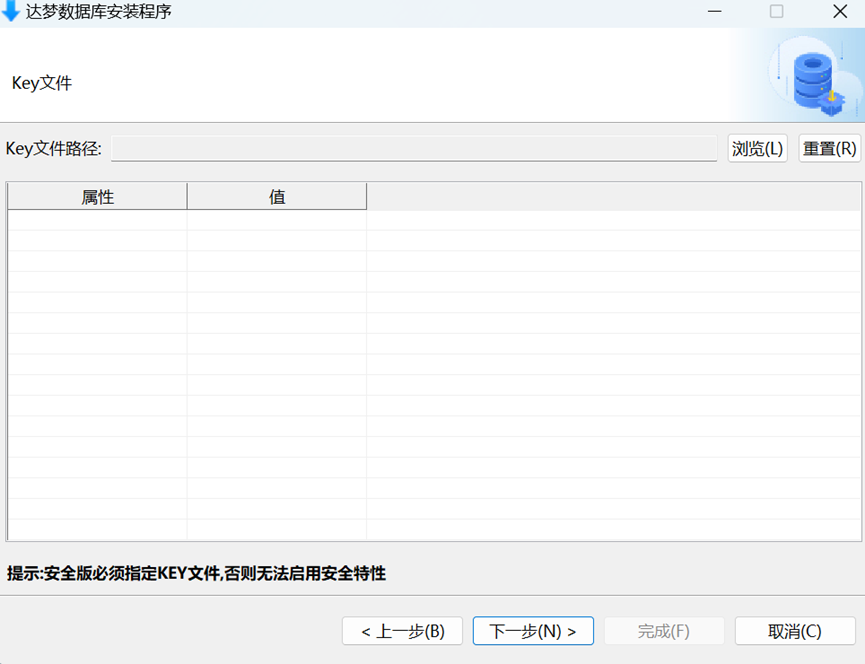 达梦数据库安装程序
Key文件
Key文件路径: 浏览(L) 重置(R)
属性 值
提示:安全版必须指定KEY文件,否则无法启用安全特性
< 上一步(B) 下一步(N) > 完成(F) 取消(C)